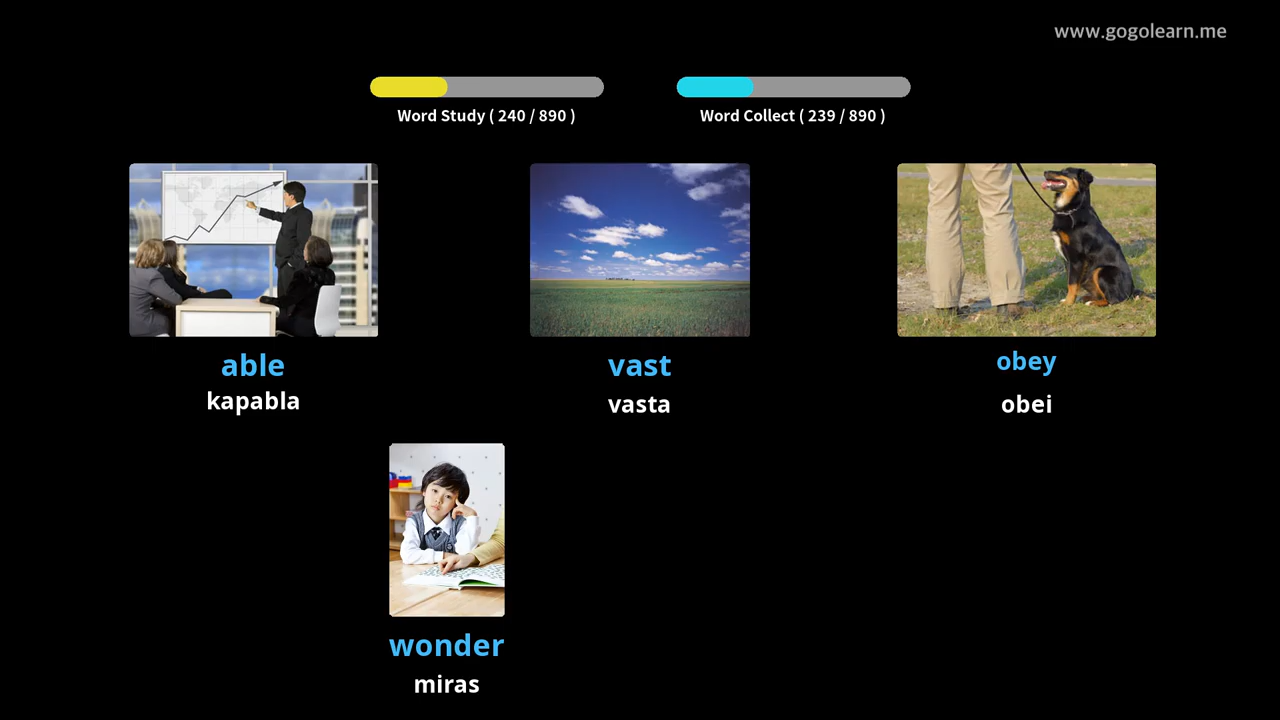 www.gogolearn.me
Word Study ( 240 / 890 )
Word Collect ( 239 / 890 )
able
kapabla
vast
vasta
obey
obei
wonder
miras